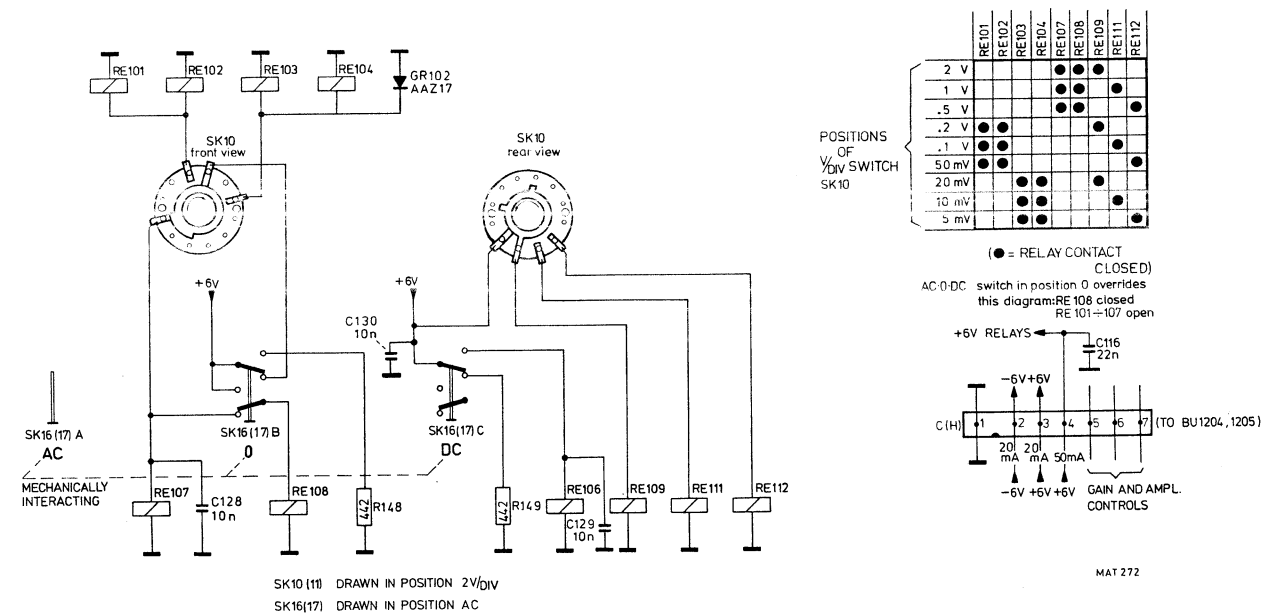 RE101
RE102
RE103
RE104
GR102
AAZ17
SK10
front view
SK10
rear view
+6V
+6V
C130
10n
SK16(17) A
AC
SK16(17) B
0
SK16(17) C
DC
MECHANICALLY
INTERACTING
RE107
C128
10n
RE108
442
R148
442
R149
RE106
C129
10n
RE109
RE111
RE112
SK10 (11) DRAWN IN POSITION 2V/DIV
SK16(17) DRAWN IN POSITION AC
RE101
RE102
RE103
RE104
RE107
RE108
RE109
RE111
RE112
2 V
1 V
.5 V
.2 V
.1 V
50 mV
20 mV
10 mV
5 mV
POSITIONS
OF
V/DIV SWITCH
SK10
(● = RELAY CONTACT
CLOSED)
AC·0·DC switch in position 0 overrides
this diagram: RE 108 closed
RE 101÷107 open
+6V RELAYS
C116
22n
-6V +6V
C(H) 1 2 3 4 5 6 7 (TO BU1204, 1205)
20 mA
20 mA
50mA
-6V +6V +6V
GAIN AND AMPL.
CONTROLS
MAT 272